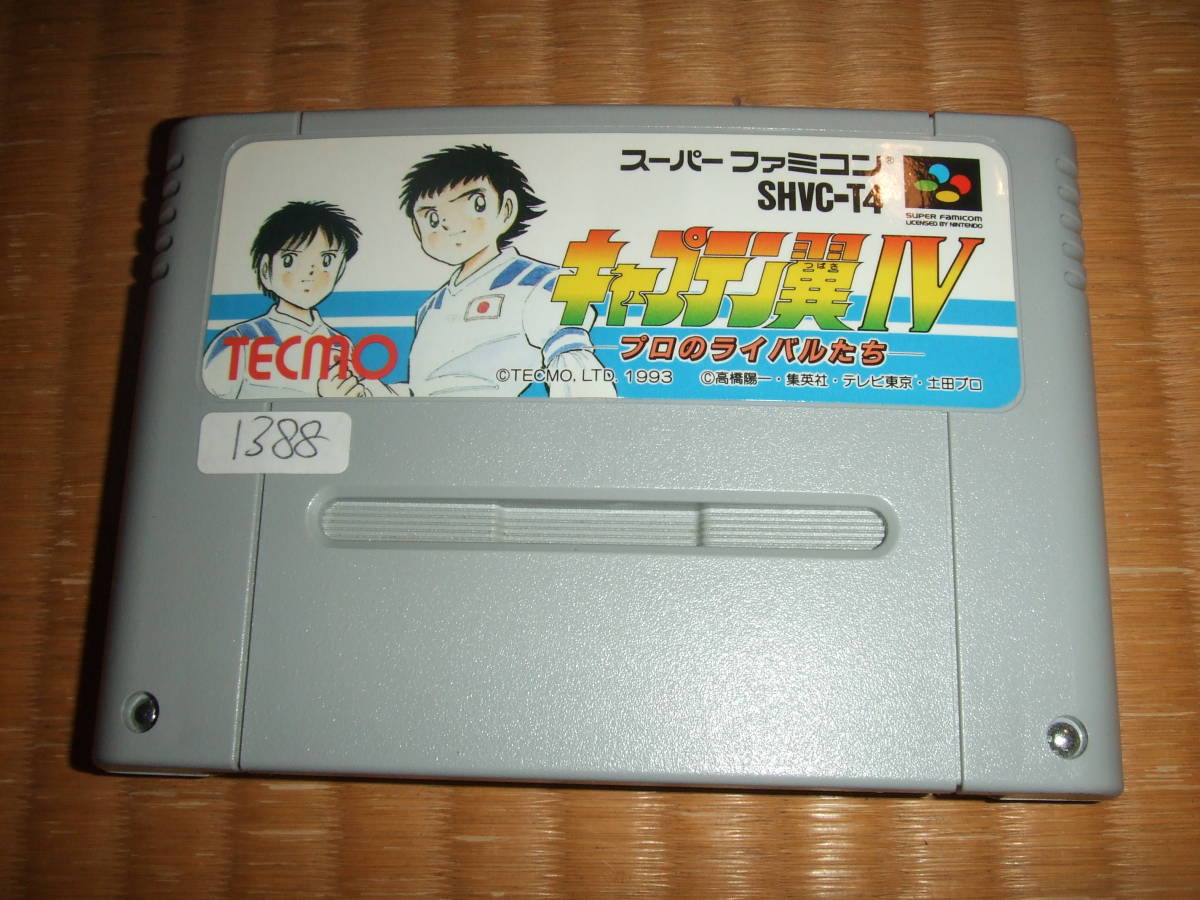 スーパーファミコン®
SHVC-T4
SUPER FAMICOM
LICENSED BY NINTENDO
キャプテン翼IV
つばさ
プロのライバルたち
TECMO
©TECMO, LTD. 1993 ©高橋陽一・集英社・テレビ東京・土田プロ
1388